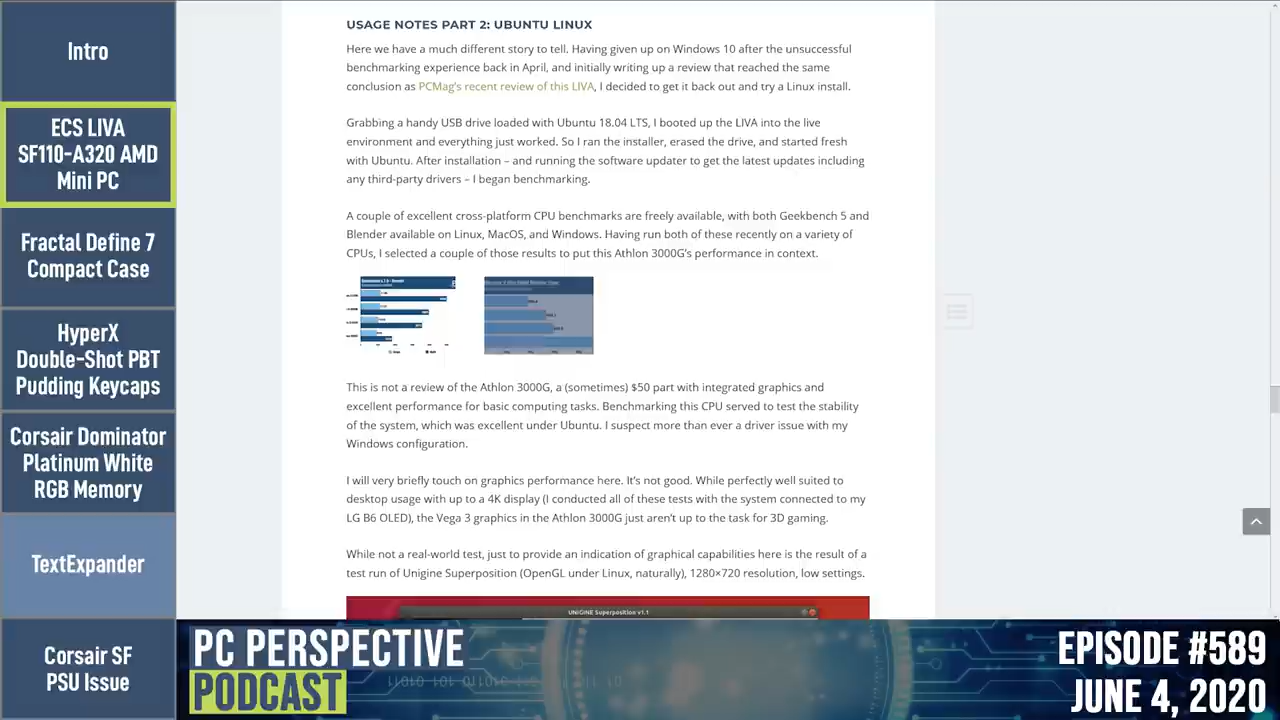 Intro
ECS LIVA
SF110-A320 AMD
Mini PC
Fractal Define 7
Compact Case
HyperX
Double-Shot PBT
Pudding Keycaps
Corsair Dominator
Platinum White
RGB Memory
TextExpander
Corsair SF
PSU Issue
USAGE NOTES PART 2: UBUNTU LINUX
Here we have a much different story to tell. Having given up on Windows 10 after the unsuccessful
benchmarking experience back in April, and initially writing up a review that reached the same
conclusion as PCMag's recent review of this LIVA, I decided to get it back out and try a Linux install.
Grabbing a handy USB drive loaded with Ubuntu 18.04 LTS, I booted up the LIVA into the live
environment and everything just worked. So I ran the installer, erased the drive, and started fresh
with Ubuntu. After installation – and running the software updater to get the latest updates including
any third-party drivers – I began benchmarking.
A couple of excellent cross-platform CPU benchmarks are freely available, with both Geekbench 5 and
Blender available on Linux, MacOS, and Windows. Having run both of these recently on a variety of
CPUs, I selected a couple of those results to put this Athlon 3000G's performance in context.
This is not a review of the Athlon 3000G, a (sometimes) $50 part with integrated graphics and
excellent performance for basic computing tasks. Benchmarking this CPU served to test the stability
of the system, which was excellent under Ubuntu. I suspect more than ever a driver issue with my
Windows configuration.
I will very briefly touch on graphics performance here. It's not good. While perfectly well suited to
desktop usage with up to a 4K display (I conducted all of these tests with the system connected to my
LG B6 OLED), the Vega 3 graphics in the Athlon 3000G just aren't up to the task for 3D gaming.
While not a real-world test, just to provide an indication of graphical capabilities here is the result of a
test run of Unigine Superposition (OpenGL under Linux, naturally), 1280×720 resolution, low settings.
UNIGINE Superposition v1.1
PC PERSPECTIVE
PODCAST
EPISODE #589
JUNE 4, 2020